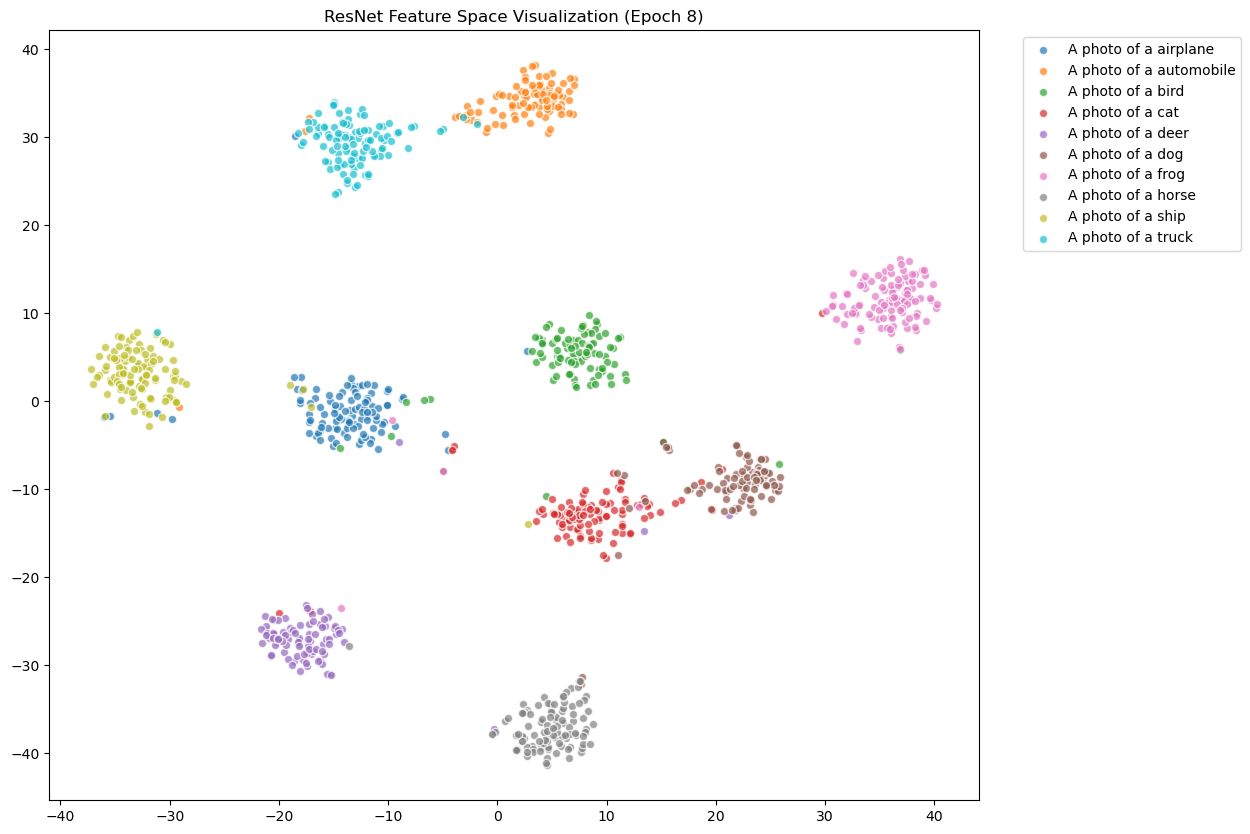 ResNet Feature Space Visualization (Epoch 8)
A photo of a airplane
A photo of a automobile
A photo of a bird
A photo of a cat
A photo of a deer
A photo of a dog
A photo of a frog
A photo of a horse
A photo of a ship
A photo of a truck
40
30
20
10
0
−10
−20
−30
−40
−40 −30 −20 −10 0 10 20 30 40